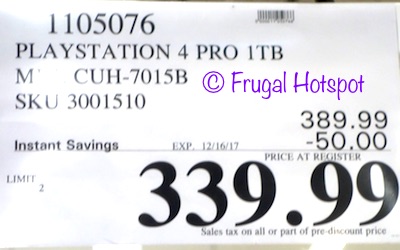 1105076
PLAYSTATION 4 PRO 1TB
CUH-7015B
© Frugal Hotspot
SKU 3001510
389.99
Instant Savings EXP. 12/16/17 -50.00
PRICE AT REGISTER
LIMIT 2
339.99
Sales tax on all or part of pre-discount price